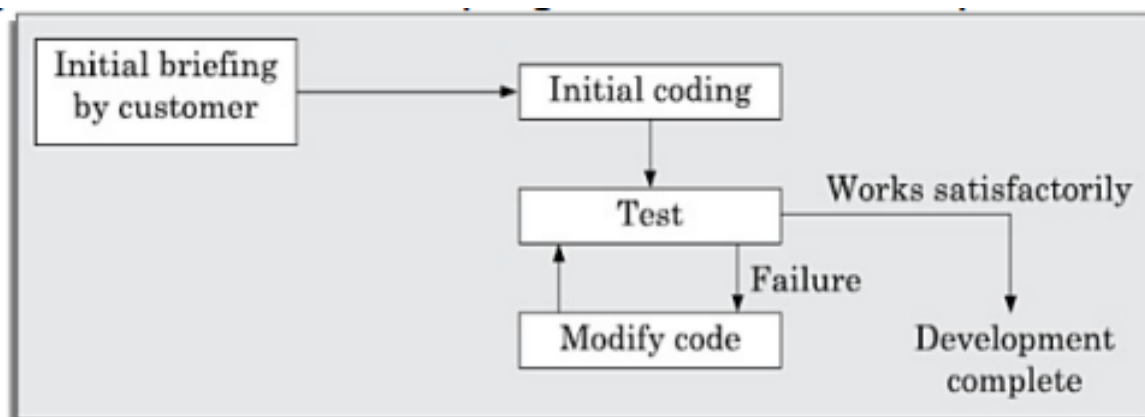 Initial briefing
by customer
Initial coding
Test
Works satisfactorily
Failure
Modify code
Development
complete